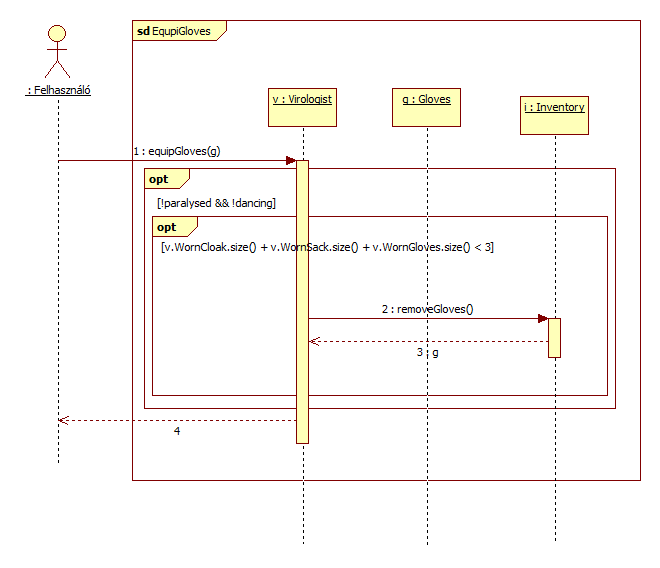 sd EqupiGloves
: Felhasználó
v : Virologist
g : Gloves
i : Inventory
1 : equipGloves(g)
opt
[!paralysed && !dancing]
opt
[v.WornCloak.size() + v.WornSack.size() + v.WornGloves.size() < 3]
2 : removeGloves()
3 : g
4